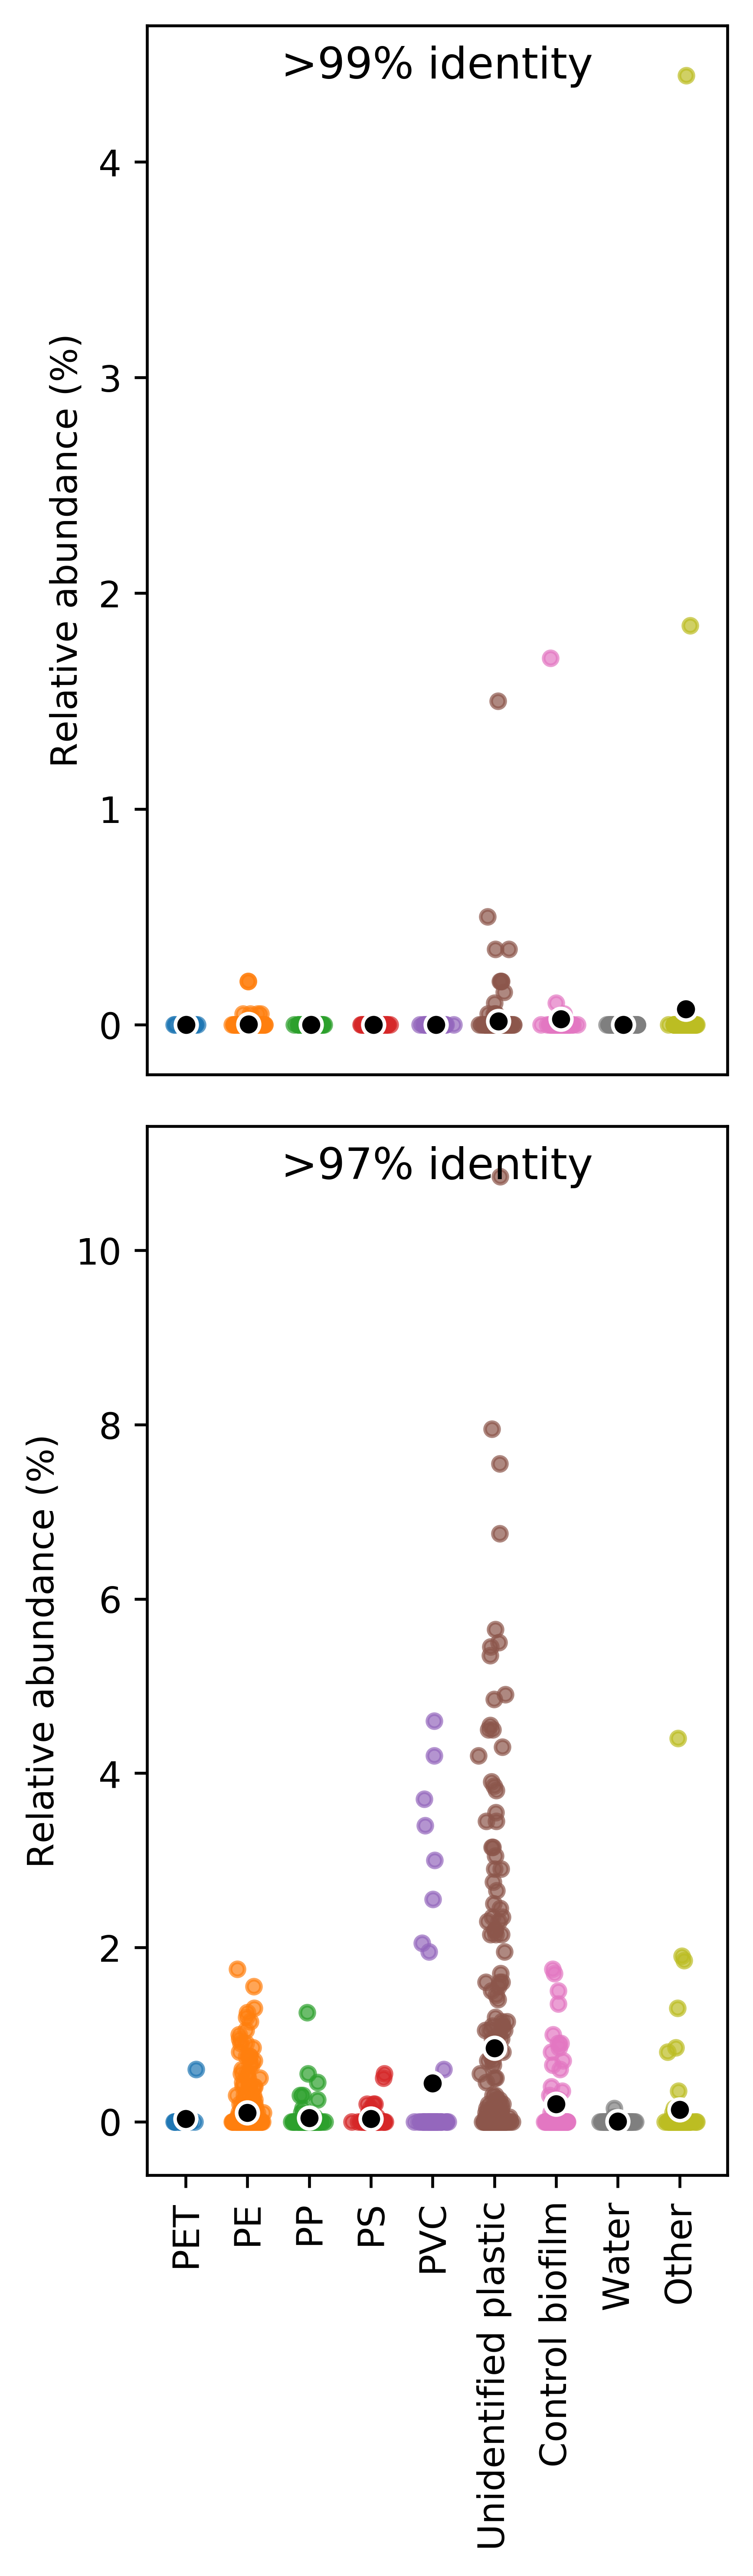 >99% identity
4
3
2
1
0
Relative abundance (%)
>97% identity
10
8
6
4
2
0
Relative abundance (%)
PET
PE
PP
PS
PVC
Unidentified plastic
Control biofilm
Water
Other